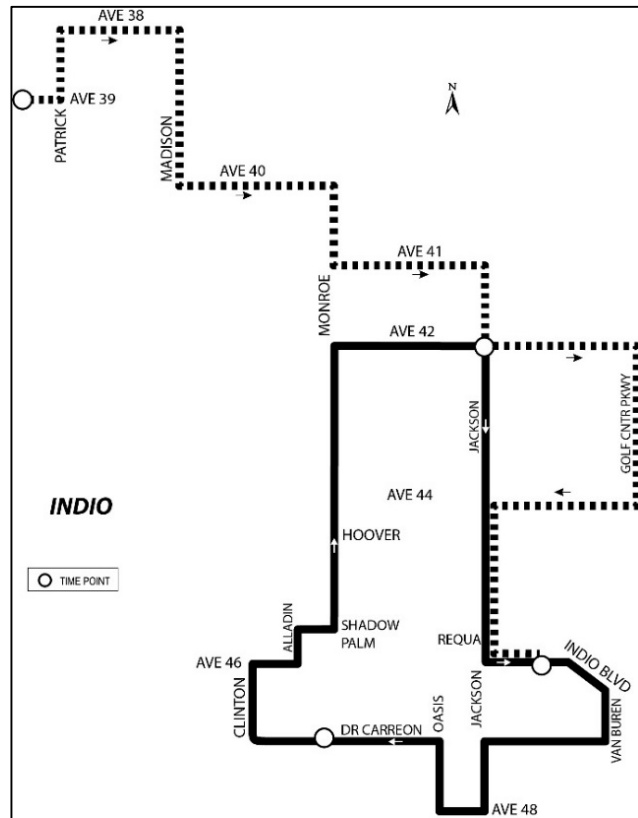 AVE 38
N
AVE 39
PATRICK
MADISON
AVE 40
AVE 41
MONROE
AVE 42
JACKSON
GOLF CNTR PKWY
AVE 44
INDIO
HOOVER
TIME POINT
ALLADIN
SHADOW
PALM
REQUA
AVE 46
INDIO BLVD
CLINTON
OASIS
JACKSON
VAN BUREN
DR CARREON
AVE 48